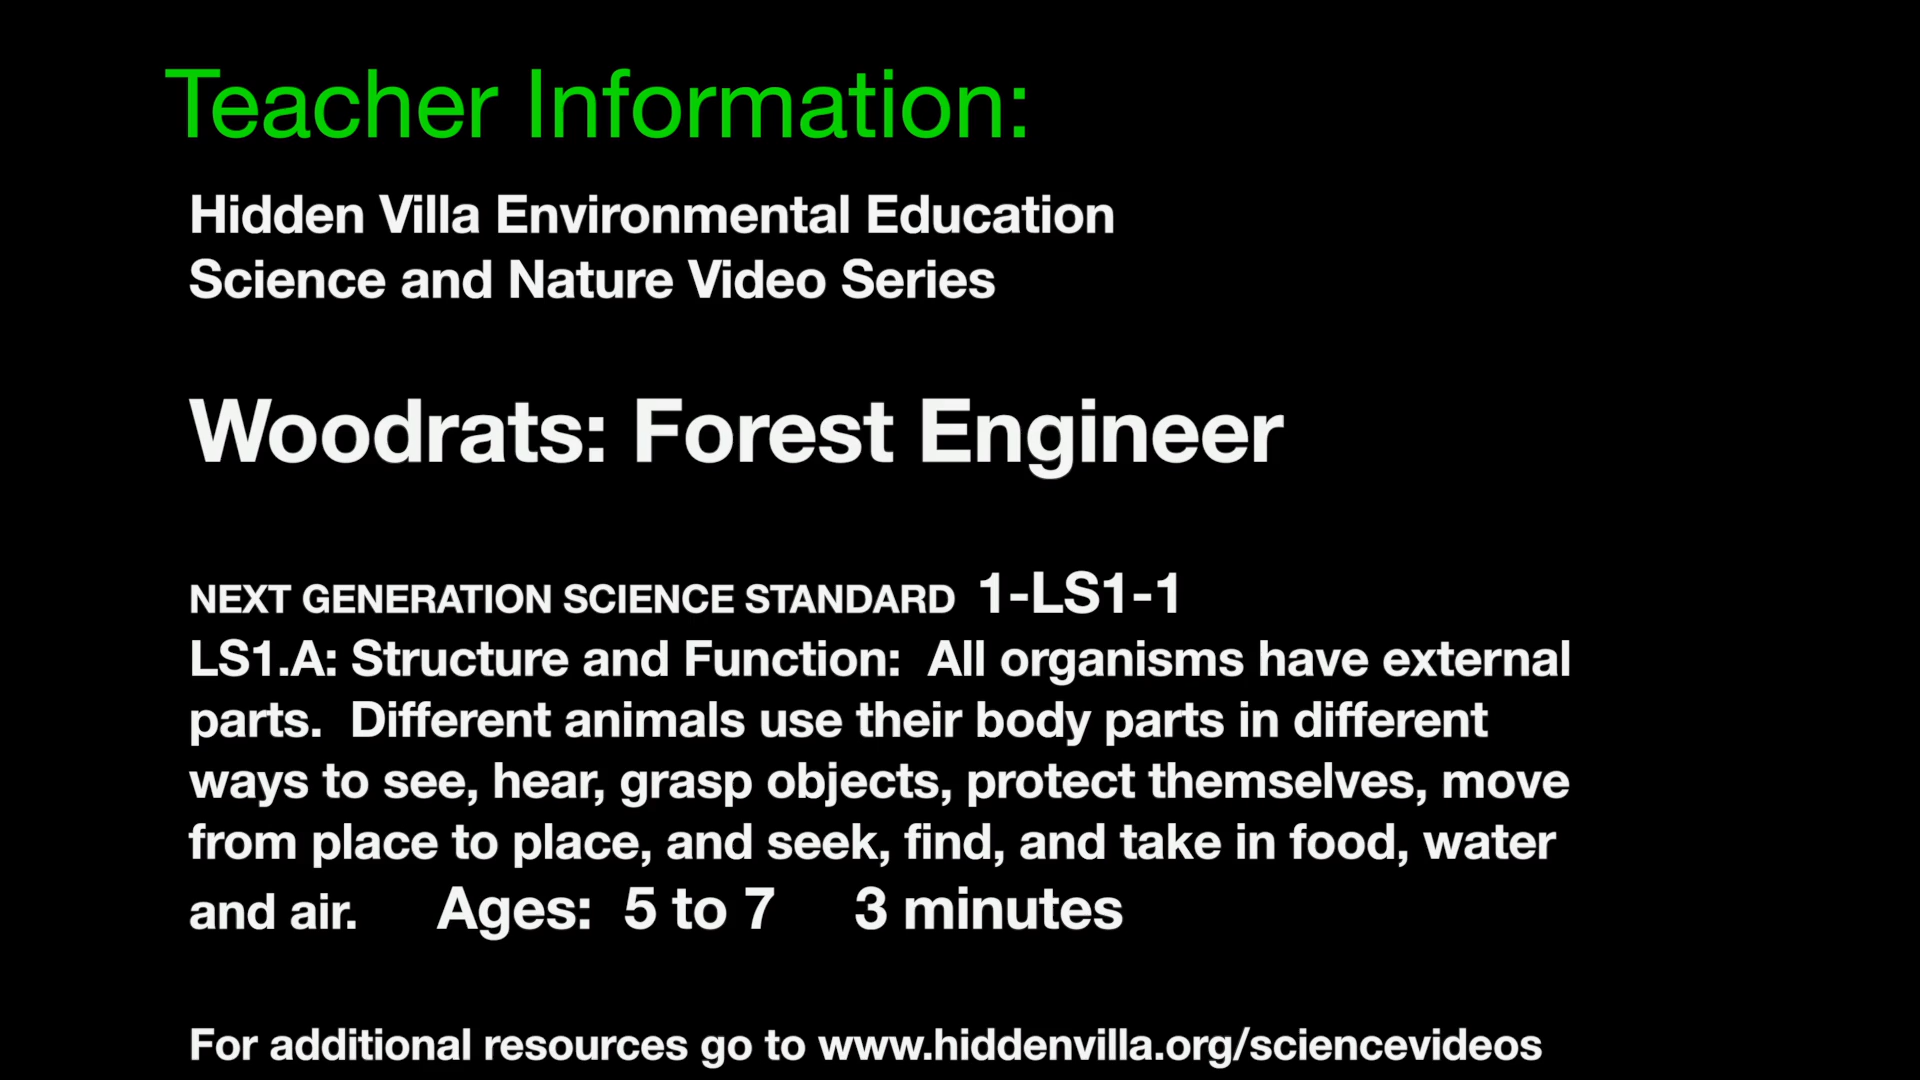 Teacher Information:
Hidden Villa Environmental Education
Science and Nature Video Series
Woodrats: Forest Engineer
NEXT GENERATION SCIENCE STANDARD 1-LS1-1
LS1.A: Structure and Function: All organisms have external
parts. Different animals use their body parts in different
ways to see, hear, grasp objects, protect themselves, move
from place to place, and seek, find, and take in food, water
and air. Ages: 5 to 7 3 minutes
For additional resources go to www.hiddenvilla.org/sciencevideos